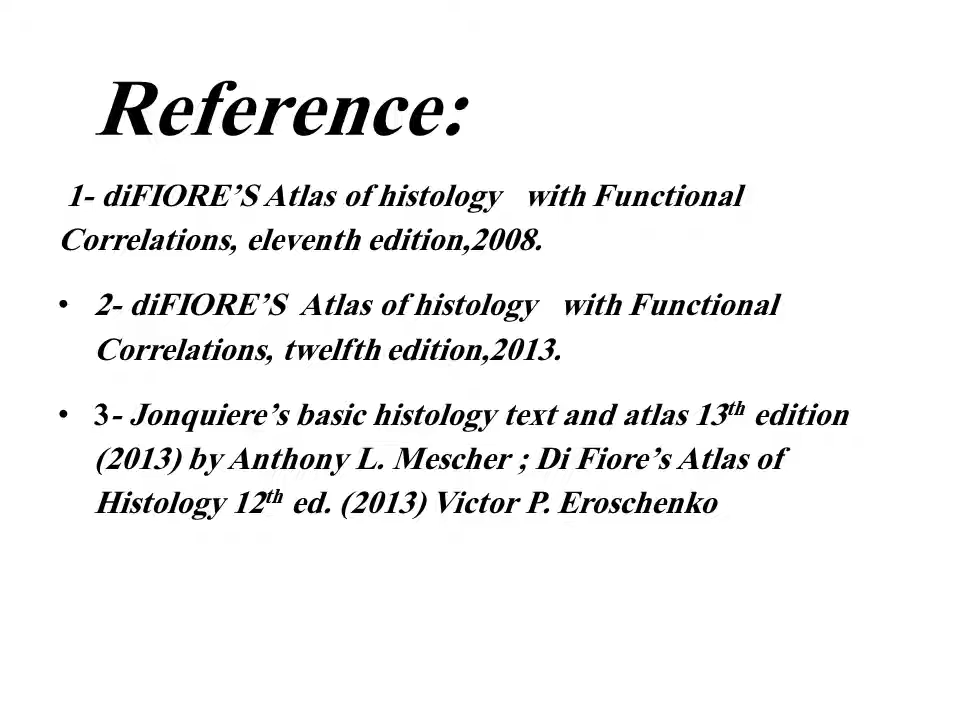 Reference:
1- diFIORE’S Atlas of histology with Functional
Correlations, eleventh edition,2008.
• 2- diFIORE’S Atlas of histology with Functional
Correlations, twelfth edition,2013.
• 3- Jonquiere’s basic histology text and atlas 13th edition
(2013) by Anthony L. Mescher ; Di Fiore’s Atlas of
Histology 12th ed. (2013) Victor P. Eroschenko